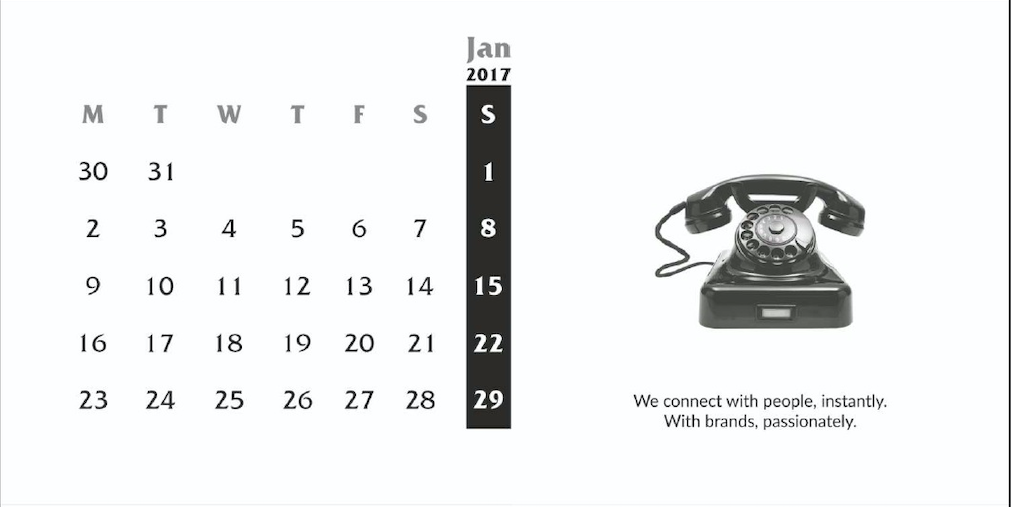 Jan
2017
M T W T F S S
30 31 1
2 3 4 5 6 7 8
9 10 11 12 13 14 15
16 17 18 19 20 21 22
23 24 25 26 27 28 29
We connect with people, instantly.
With brands, passionately.